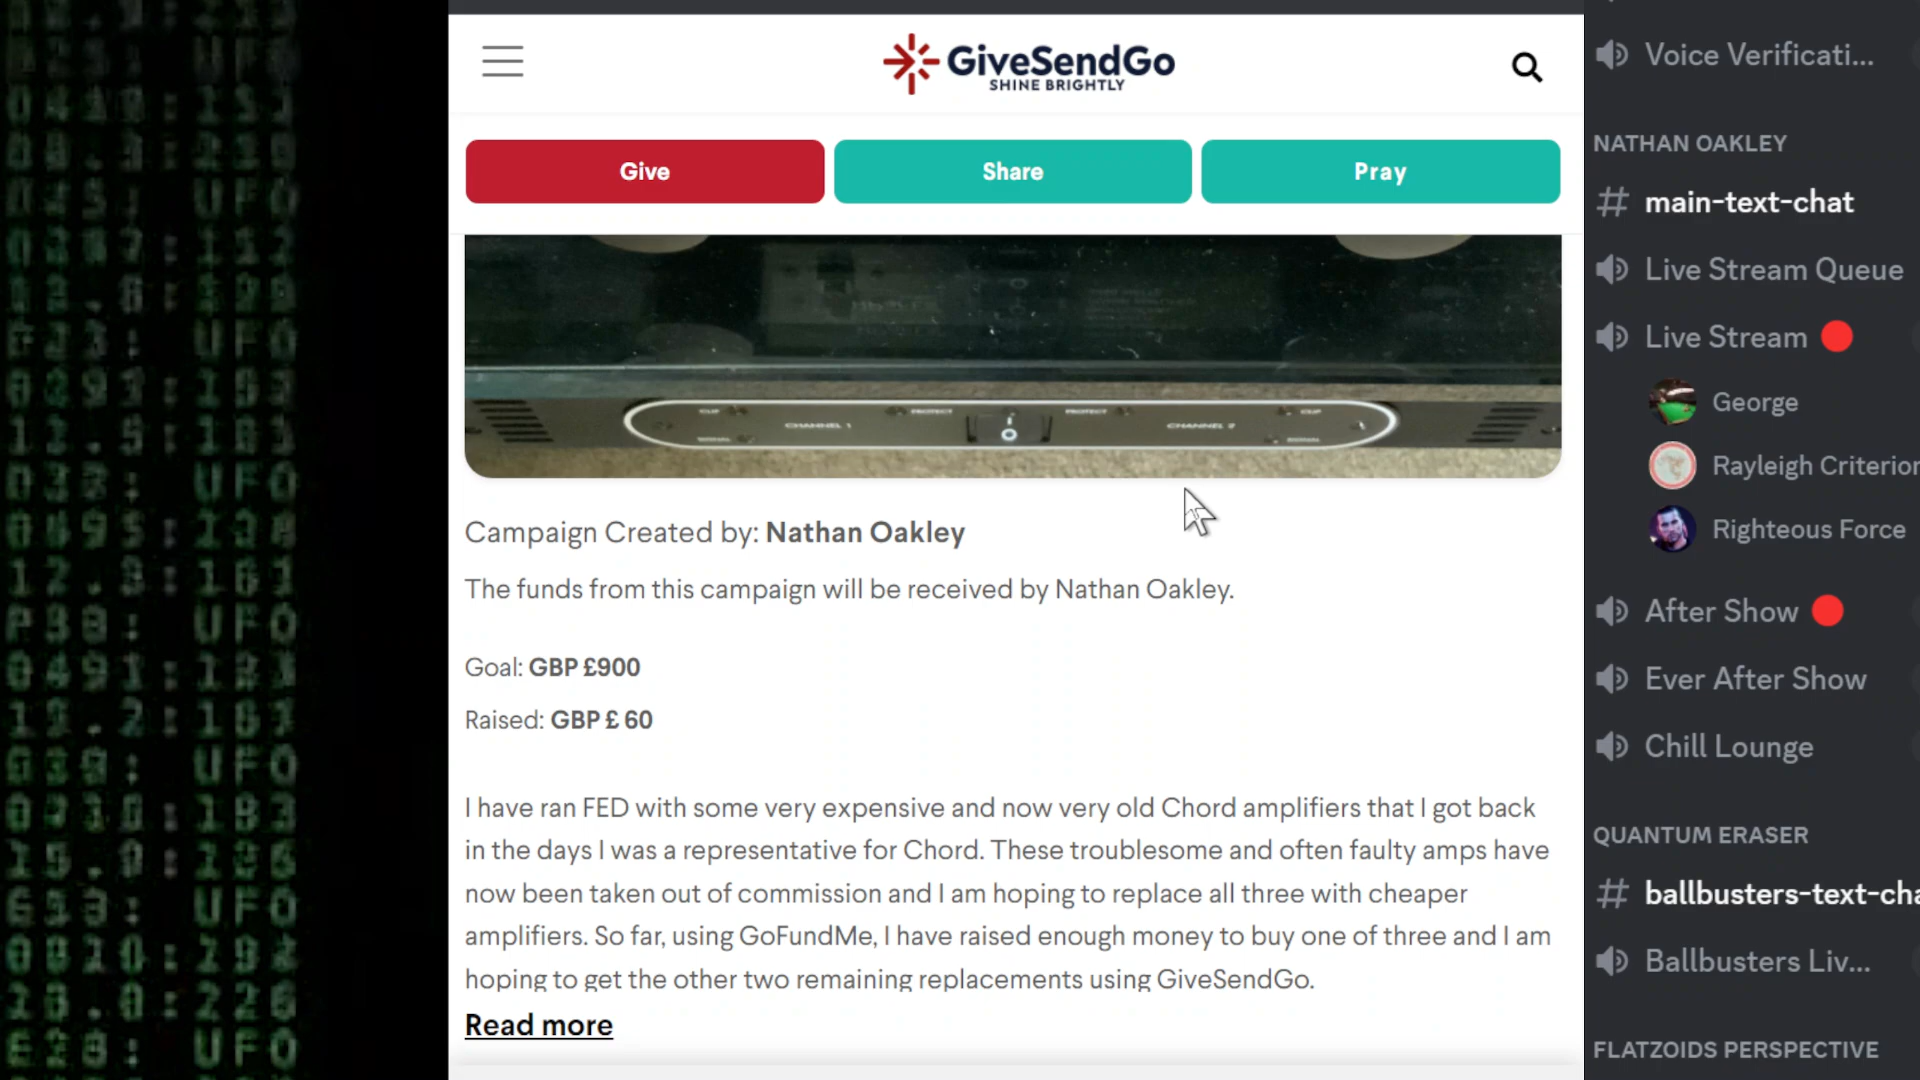 GiveSendGo
SHINE BRIGHTLY
Give
Share
Pray
CLIP
PROTECT
PROTECT
CLIP
CHANNEL 1
CHANNEL 2
SIGNAL
SIGNAL
Campaign Created by: Nathan Oakley
The funds from this campaign will be received by Nathan Oakley.
Goal: GBP £900
Raised: GBP £ 60
I have ran FED with some very expensive and now very old Chord amplifiers that I got back
in the days I was a representative for Chord. These troublesome and often faulty amps have
now been taken out of commission and I am hoping to replace all three with cheaper
amplifiers. So far, using GoFundMe, I have raised enough money to buy one of three and I am
hoping to get the other two remaining replacements using GiveSendGo.
Read more
Voice Verificati...
NATHAN OAKLEY
# main-text-chat
Live Stream Queue
Live Stream
George
Rayleigh Criterion
Righteous Force
After Show
Ever After Show
Chill Lounge
QUANTUM ERASER
# ballbusters-text-cha
Ballbusters Liv...
FLATZOIDS PERSPECTIVE